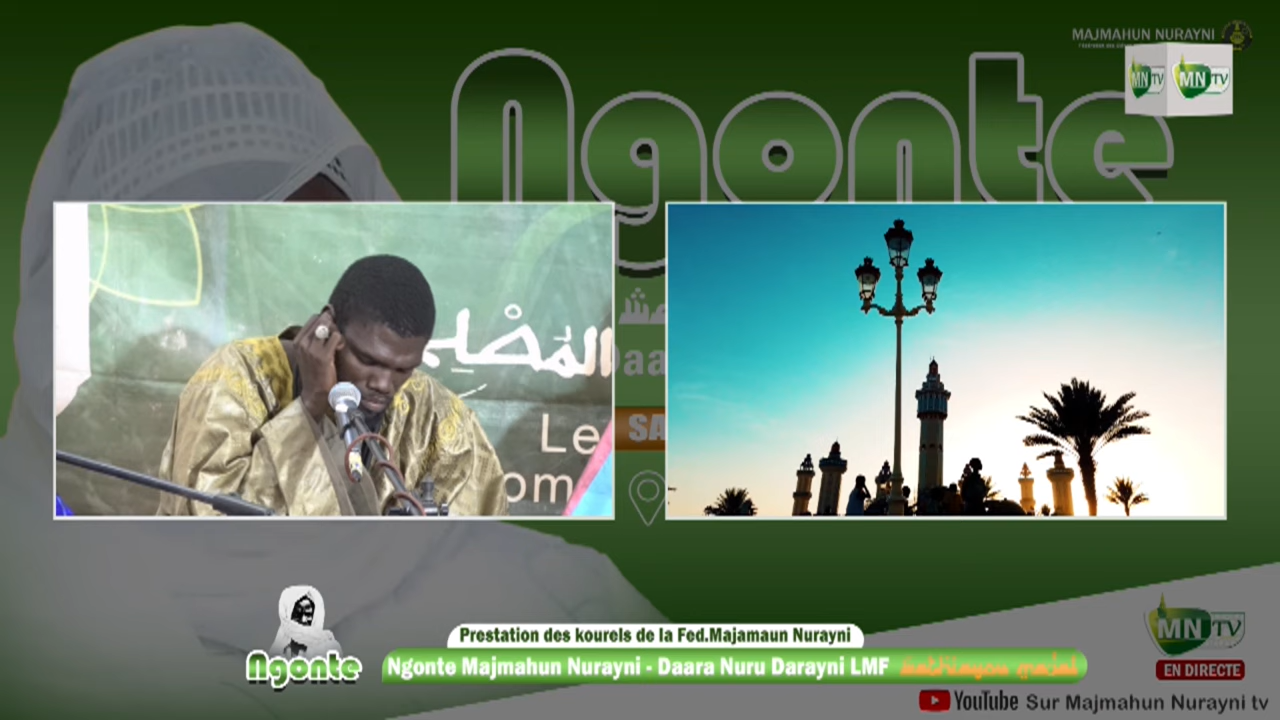 MAJMAHUN NURAYNI
MN TV
MN TV
Ngonte
Le
SA
Prestation des kourels de la Fed.Majamaun Nurayni
Ngonte
Ngonte Majmahun Nurayni - Daara Nuru Darayni LMF
MN TV
EN DIRECTE
YouTube Sur Majmahun Nurayni tv